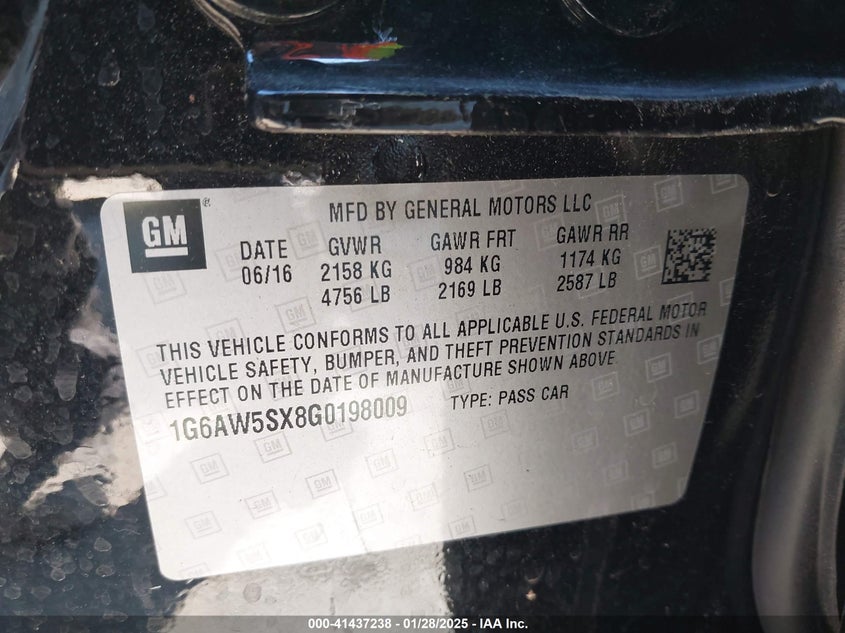 GM ®
MFD BY GENERAL MOTORS LLC
DATE GVWR GAWR FRT GAWR RR
06/16 2158 KG 984 KG 1174 KG
4756 LB 2169 LB 2587 LB
THIS VEHICLE CONFORMS TO ALL APPLICABLE U.S. FEDERAL MOTOR
VEHICLE SAFETY, BUMPER, AND THEFT PREVENTION STANDARDS IN
EFFECT ON THE DATE OF MANUFACTURE SHOWN ABOVE
1G6AW5SX8G0198009 TYPE: PASS CAR
000-41437238 - 01/28/2025 - IAA Inc.